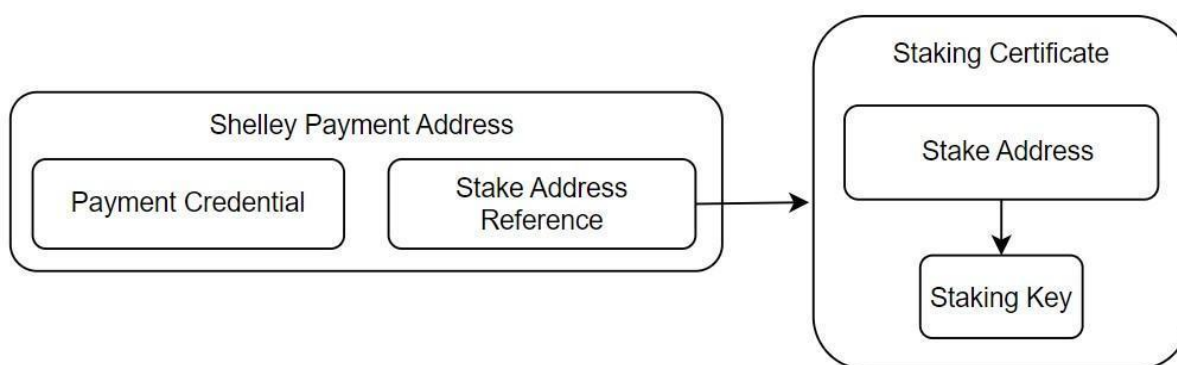 Shelley Payment Address
Payment Credential
Stake Address
Reference
Staking Certificate
Stake Address
Staking Key